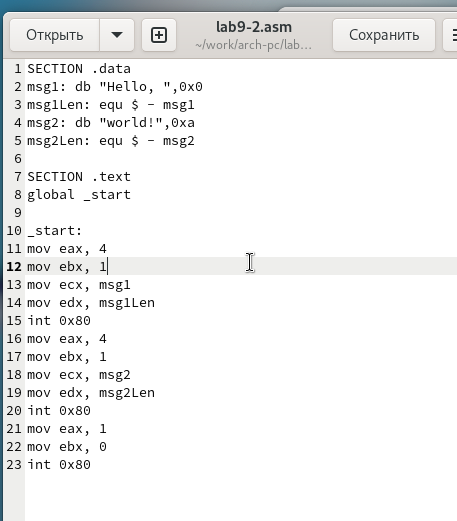 Открыть
lab9-2.asm
~/work/arch-pc/lab...
Сохранить
1 SECTION .data
2 msg1: db "Hello, ",0x0
3 msg1Len: equ $ - msg1
4 msg2: db "world!",0xa
5 msg2Len: equ $ - msg2
6
7 SECTION .text
8 global _start
9
10 _start:
11 mov eax, 4
12 mov ebx, 1
13 mov ecx, msg1
14 mov edx, msg1Len
15 int 0x80
16 mov eax, 4
17 mov ebx, 1
18 mov ecx, msg2
19 mov edx, msg2Len
20 int 0x80
21 mov eax, 1
22 mov ebx, 0
23 int 0x80